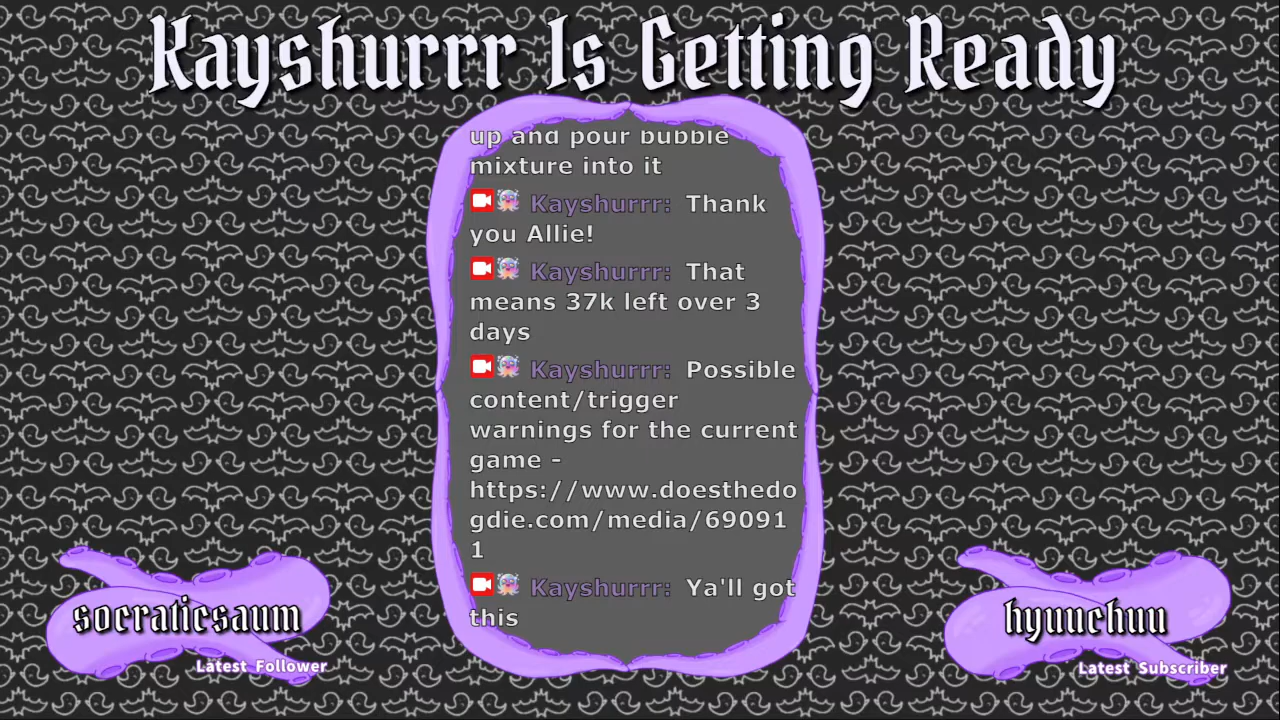 Kayshurrr Is Getting Ready
up and pour bubble
mixture into it
Kayshurrr: Thank
you Allie!
Kayshurrr: That
means 37k left over 3
days
Kayshurrr: Possible
content/trigger
warnings for the current
game -
https://www.doesthedo
gdie.com/media/69091
1
Kayshurrr: Ya'll got
this
socraticsaum
Latest Follower
hyuuchuu
Latest Subscriber